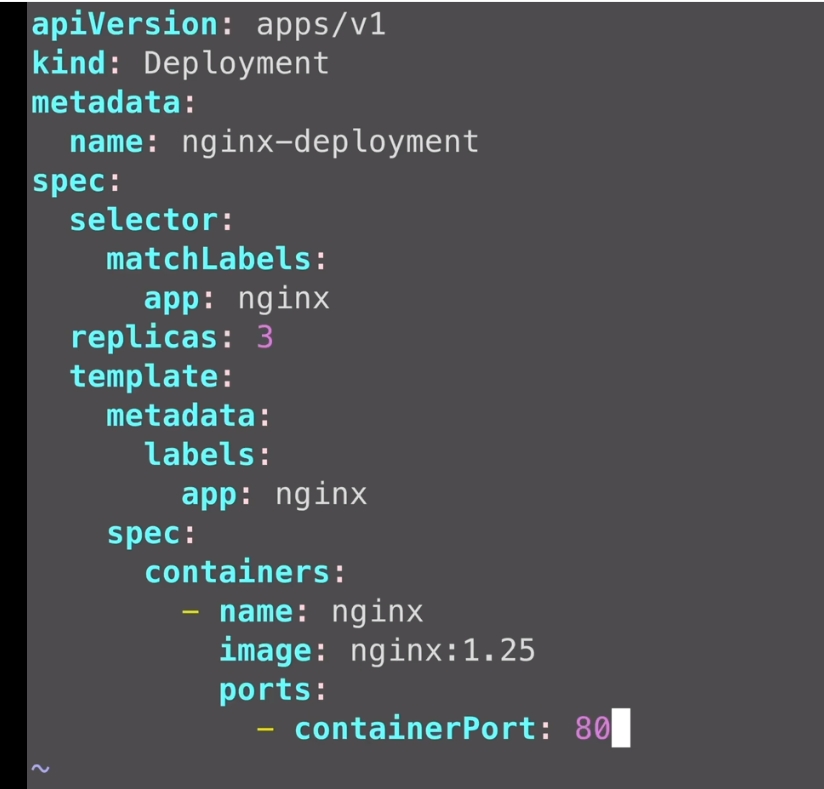 apiVersion: apps/v1
kind: Deployment
metadata:
  name: nginx-deployment
spec:
  selector:
    matchLabels:
      app: nginx
  replicas: 3
  template:
    metadata:
      labels:
        app: nginx
    spec:
      containers:
        - name: nginx
          image: nginx:1.25
          ports:
            - containerPort: 80
~